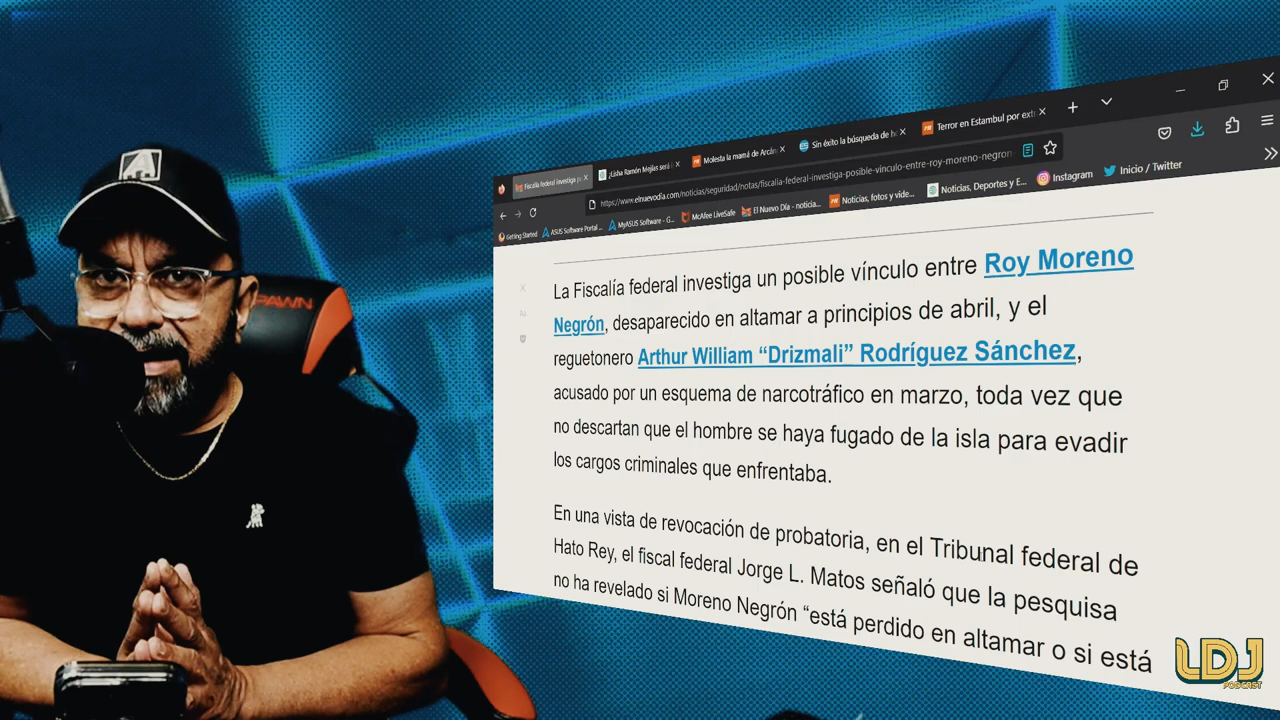 Fiscalía federal investiga po
¿Lisha Ramón Mejías será
Molesta la mamá de Arcán
Sin éxito la búsqueda de h
Terror en Estambul por ext
https://www.elnuevodia.com/noticias/seguridad/notas/fiscalia-federal-investiga-posible-vinculo-entre-roy-moreno-negron
Getting Started
ASUS Software Portal...
MyASUS Software - G...
McAfee LiveSafe
El Nuevo Día - noticia...
Noticias, fotos y vide...
Noticias, Deportes y E...
Instagram
Inicio / Twitter
La Fiscalía federal investiga un posible vínculo entre Roy Moreno
Negrón, desaparecido en altamar a principios de abril, y el
reguetonero Arthur William “Drizmali” Rodríguez Sánchez,
acusado por un esquema de narcotráfico en marzo, toda vez que
no descartan que el hombre se haya fugado de la isla para evadir
los cargos criminales que enfrentaba.
En una vista de revocación de probatoria, en el Tribunal federal de
Hato Rey, el fiscal federal Jorge L. Matos señaló que la pesquisa
no ha revelado si Moreno Negrón “está perdido en altamar o si está
SPAWN
LDJ
PODCAST